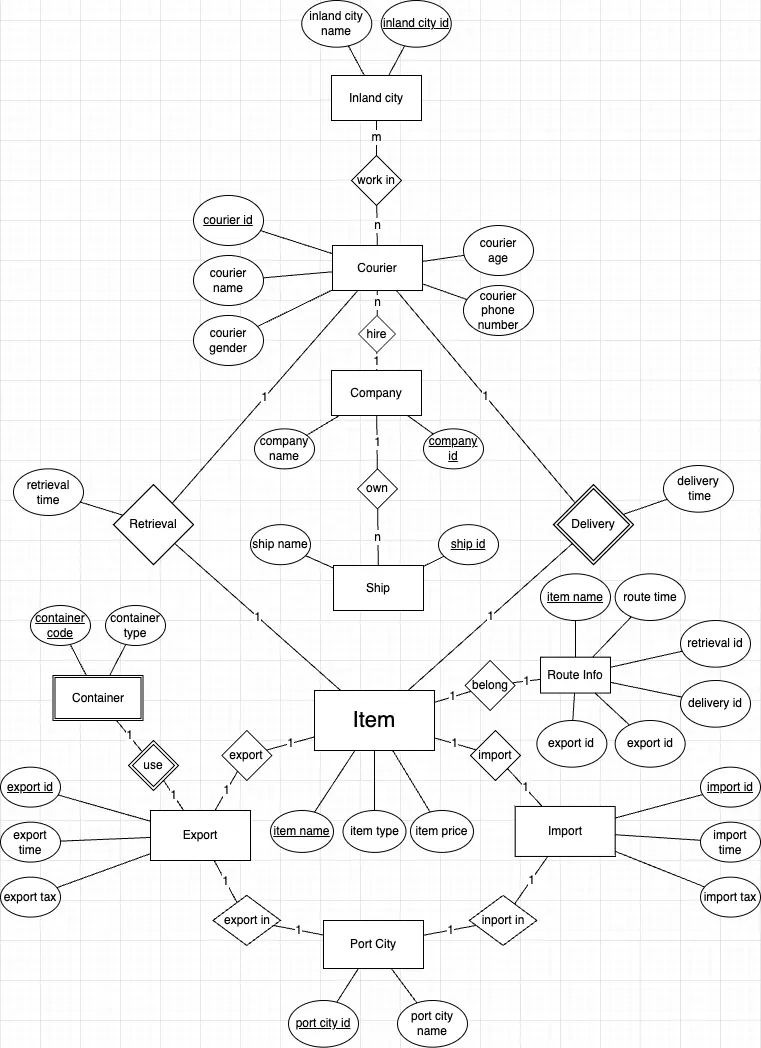 inland city
name
inland city id
Inland city
m
work in
n
courier id
courier
name
courier
gender
Courier
courier
age
courier
phone
number
n
hire
1
1
1
Company
company
name
company
id
1
own
n
ship name
ship id
Ship
retrieval
time
Retrieval
Delivery
delivery
time
1
1
container
code
container
type
Container
1
use
1
item name
route time
retrieval id
Route Info
delivery id
export id
export id
belong
1
1
Item
export
1
1
1
import
1
item name
item type
item price
export id
export
time
export tax
Export
Import
import id
import
time
import tax
1
export in
1
1
inport in
1
Port City
port city id
port city
name